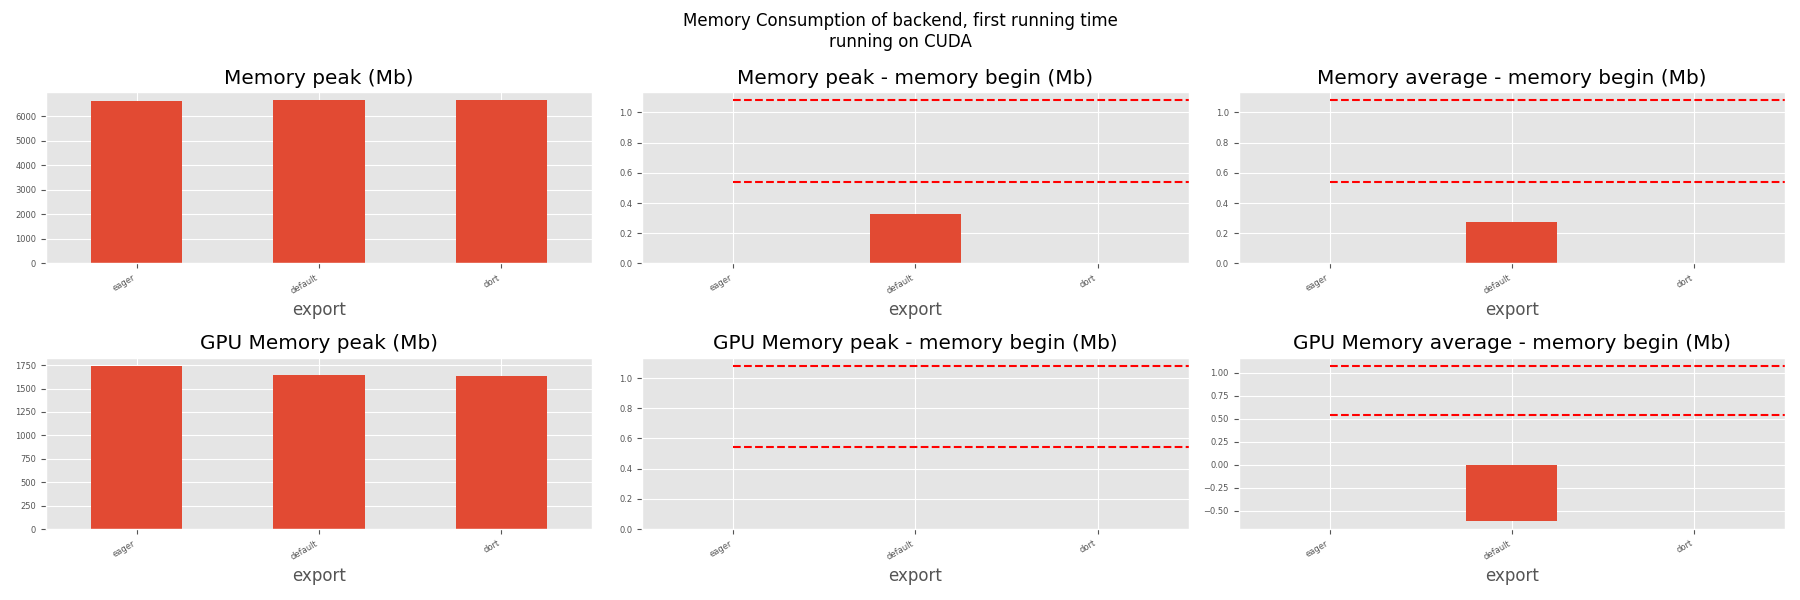 Memory Consumption of backend, first running time
running on CUDA
Memory peak (Mb)
6000
5000
4000
3000
2000
1000
0
eager
default
dort
export
Memory peak - memory begin (Mb)
1.0
0.8
0.6
0.4
0.2
0.0
eager
default
dort
export
Memory average - memory begin (Mb)
1.0
0.8
0.6
0.4
0.2
0.0
eager
default
dort
export
GPU Memory peak (Mb)
1750
1500
1250
1000
750
500
250
0
eager
default
dort
export
GPU Memory peak - memory begin (Mb)
1.0
0.8
0.6
0.4
0.2
0.0
eager
default
dort
export
GPU Memory average - memory begin (Mb)
1.00
0.75
0.50
0.25
0.00
−0.25
−0.50
eager
default
dort
export